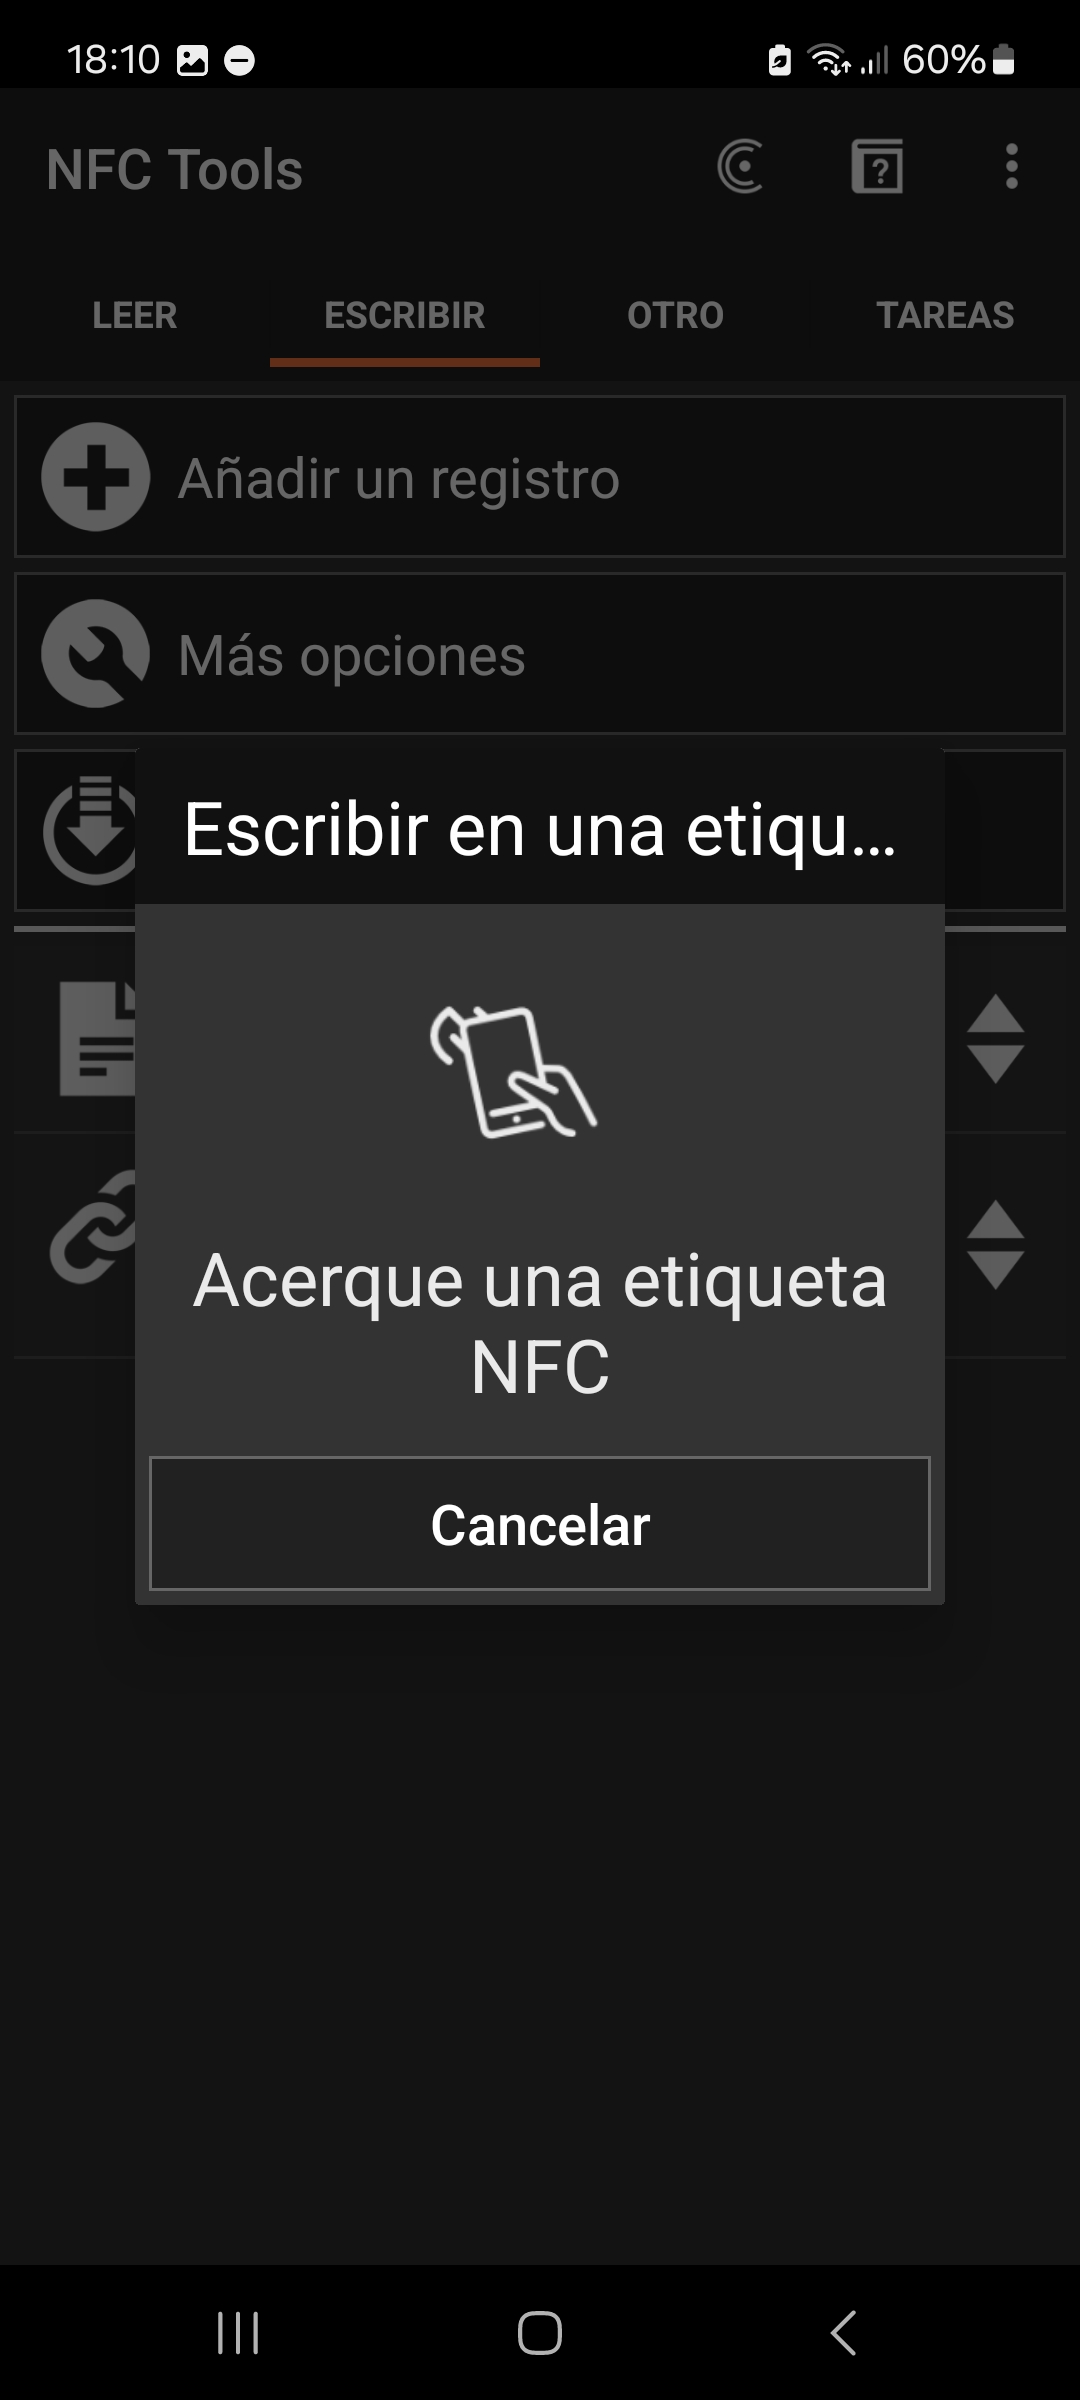 18:10
60%
NFC Tools
LEER ESCRIBIR OTRO TAREAS
Añadir un registro
Más opciones
Escribir en una etiqu...
Acerque una etiqueta
NFC
Cancelar